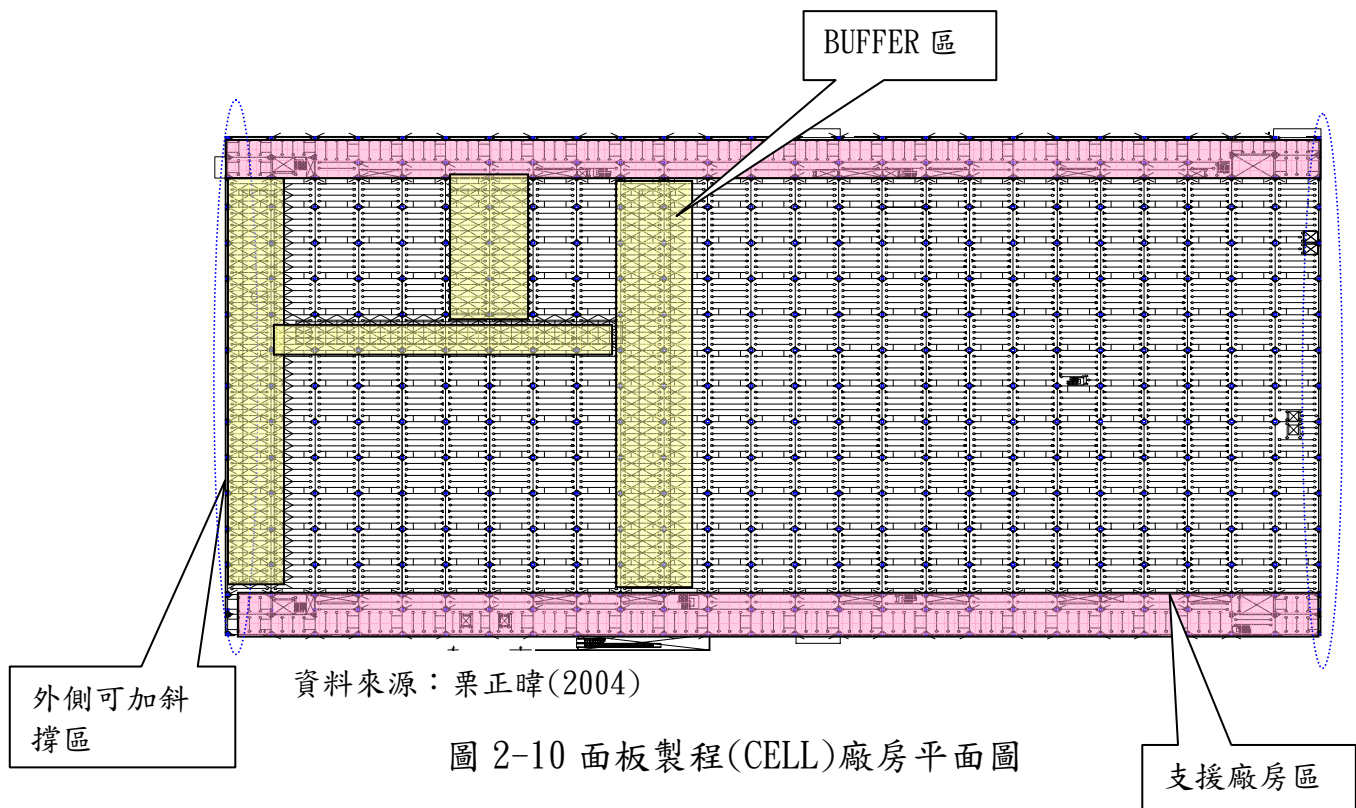 BUFFER 區
外側可加斜
撐區
資料來源：栗正暐(2004)
圖 2-10 面板製程(CELL)廠房平面圖
支援廠房區